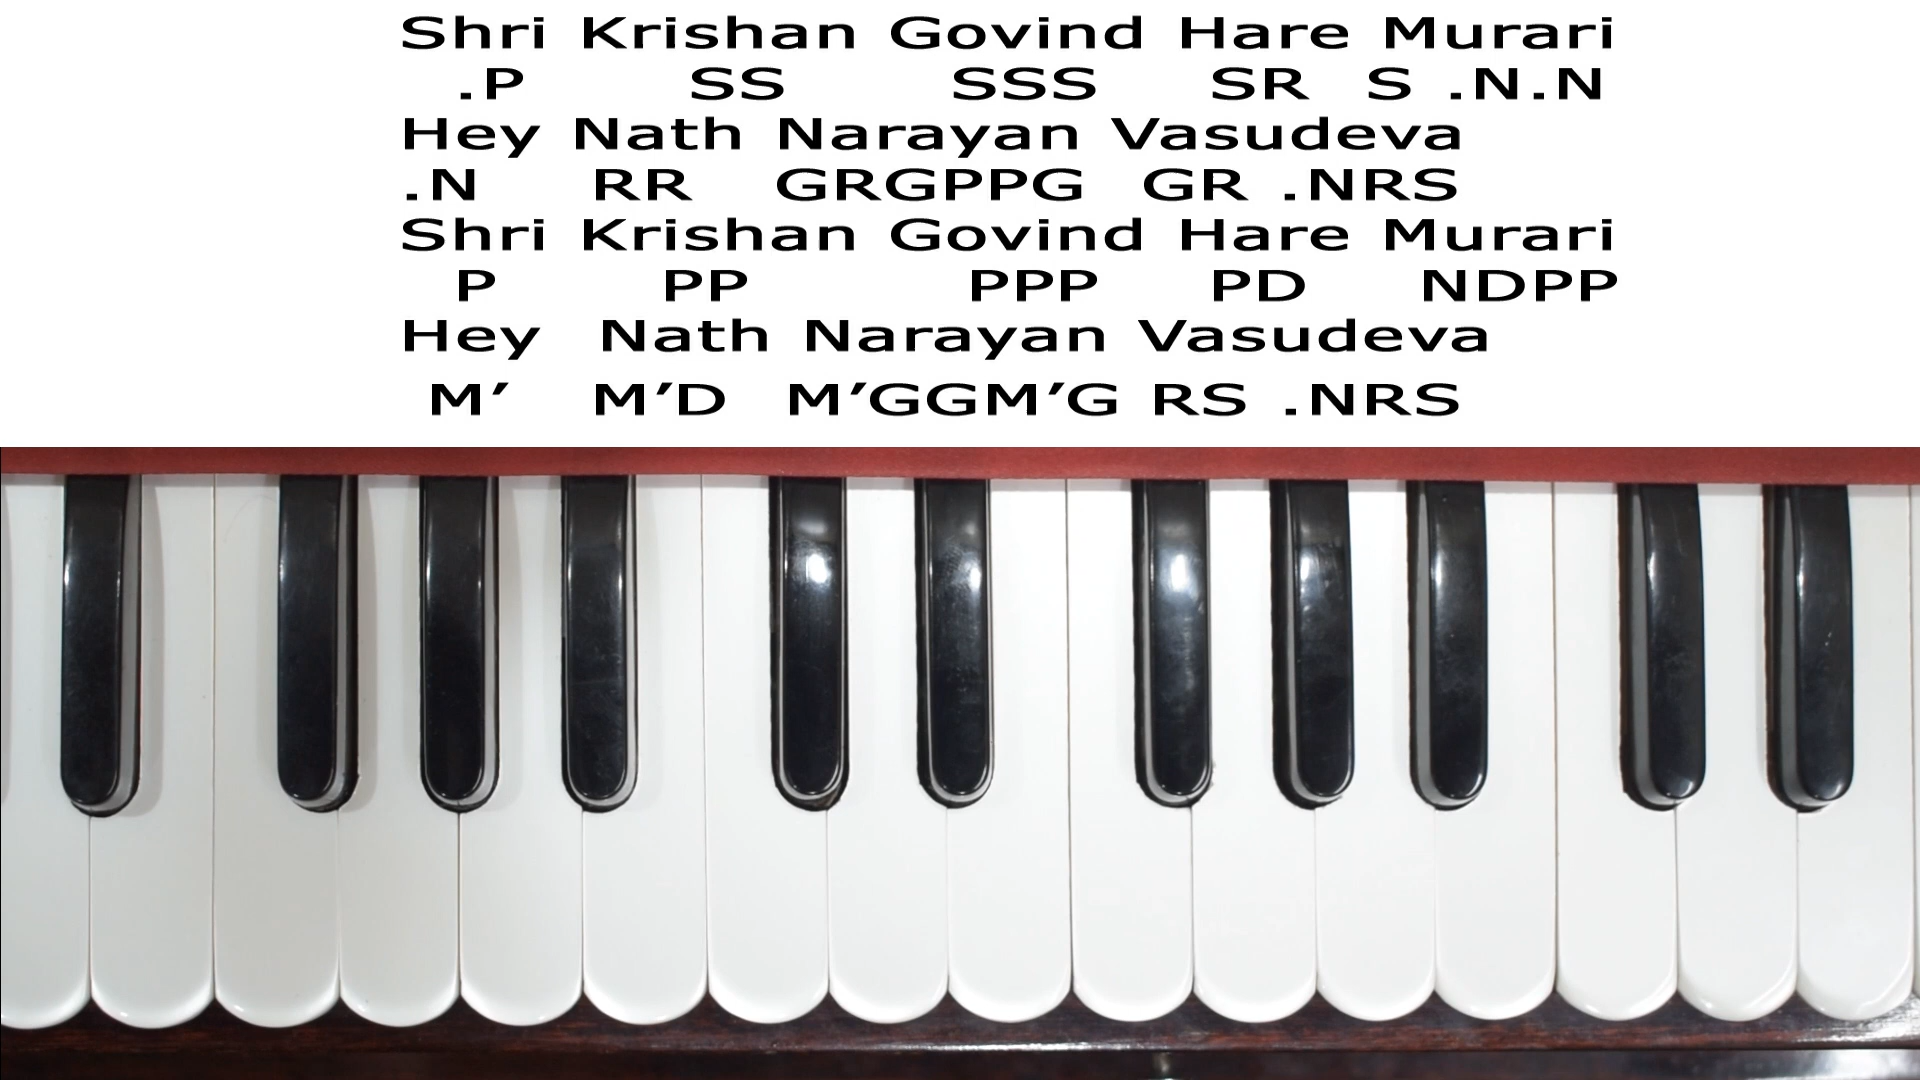 Shri Krishan Govind Hare Murari
.P SS SSS SR S .N.N
Hey Nath Narayan Vasudeva
.N RR GRGPPG GR .NRS
Shri Krishan Govind Hare Murari
P PP PPP PD NDPP
Hey Nath Narayan Vasudeva
M′ M′D M′GGM′G RS .NRS